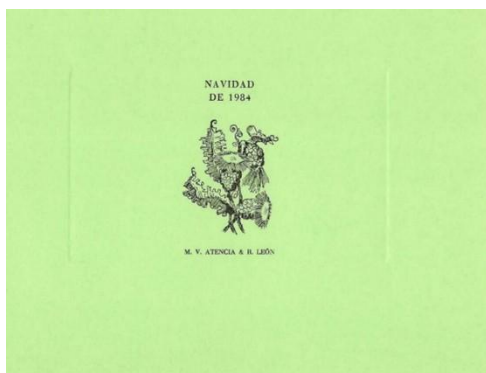 NAVIDAD
DE 1984
M. V. ATENCIA & R. LEÓN